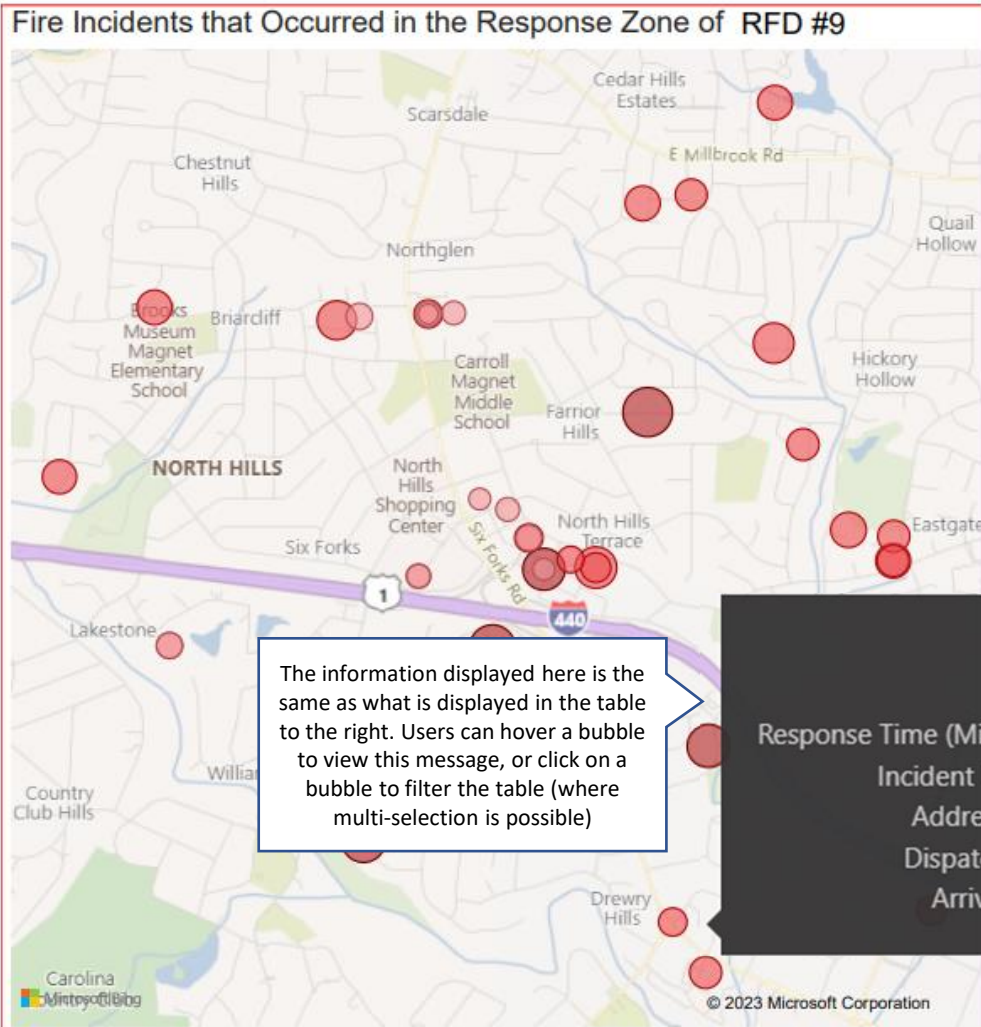 Fire Incidents that Occurred in the Response Zone of RFD #9
Cedar Hills
Estates
Scarsdale
E Millbrook Rd
Chestnut
Hills
Quail
Hollow
Northglen
Brooks
Museum
Magnet
Elementary
School
Briarcliff
Carroll
Magnet
Middle
School
Hickory
Hollow
Farrior
Hills
NORTH HILLS
North
Hills
Shopping
Center
Six Forks Rd
North Hills
Terrace
Eastgate
Six Forks
1
440
Lakestone
The information displayed here is the
same as what is displayed in the table
to the right. Users can hover a bubble
to view this message, or click on a
bubble to filter the table (where
multi-selection is possible)
Response Time (Mi
Incident
Addre
Dispat
Arriv
Country
Club Hills
Drewry
Hills
Carolina
© 2023 Microsoft Corporation